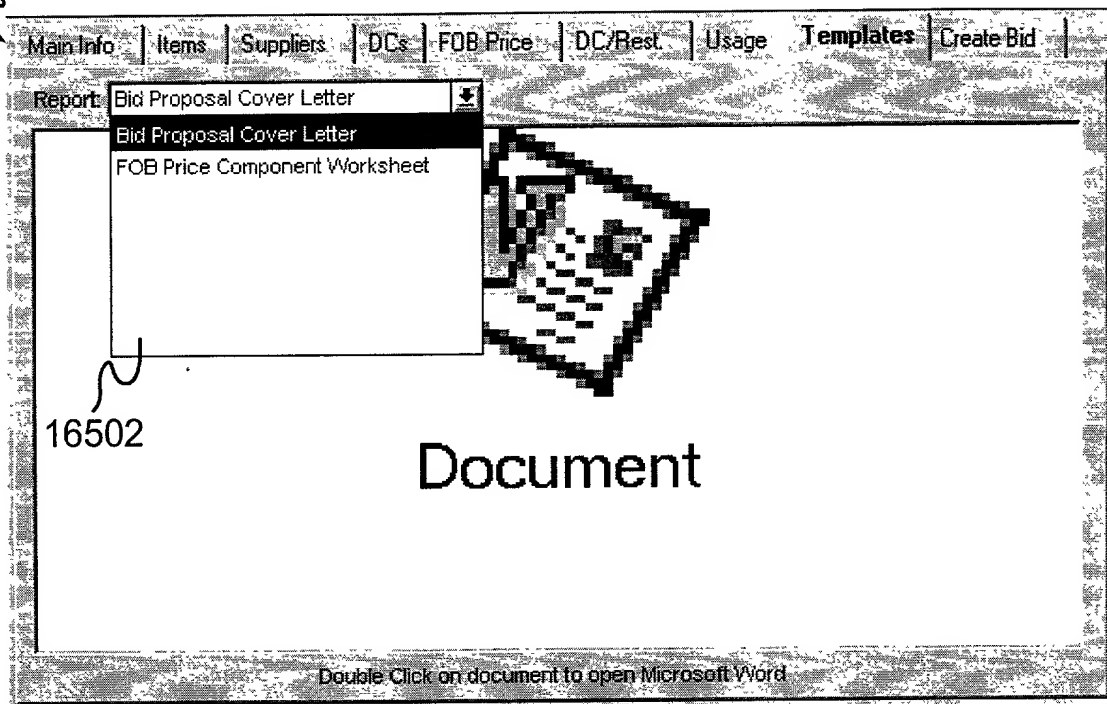 Main Info Items Suppliers DCs FOB Price DC/Rest. Usage Templates Create Bid
Report: Bid Proposal Cover Letter
Bid Proposal Cover Letter
FOB Price Component Worksheet
16502
Document
Double Click on document to open Microsoft Word